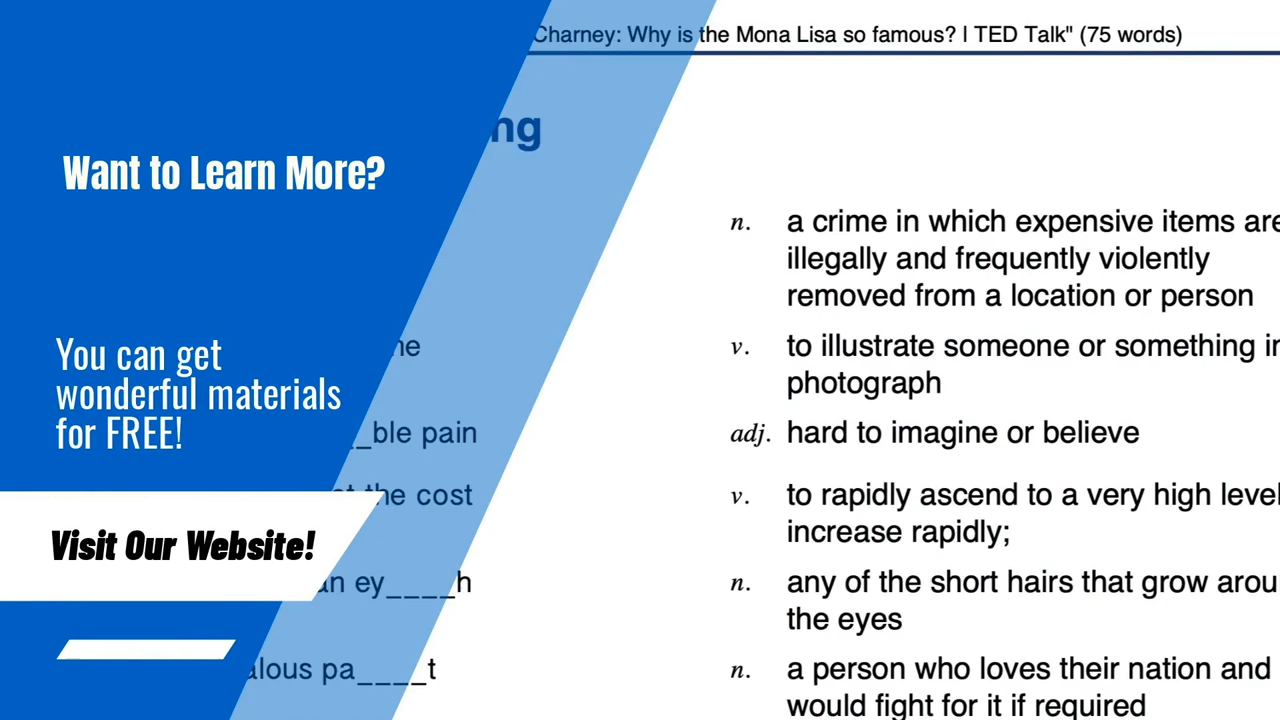 Charney: Why is the Mona Lisa so famous? | TED Talk" (75 words)
ng
Want to Learn More?
You can get
wonderful materials
for FREE!
Visit Our Website!
n. a crime in which expensive items are
illegally and frequently violently
removed from a location or person
he
v. to illustrate someone or something in
photograph
_ble pain
adj. hard to imagine or believe
the cost
v. to rapidly ascend to a very high level
increase rapidly;
an ey____h
n. any of the short hairs that grow arou
the eyes
alous pa____t
n. a person who loves their nation and
would fight for it if required